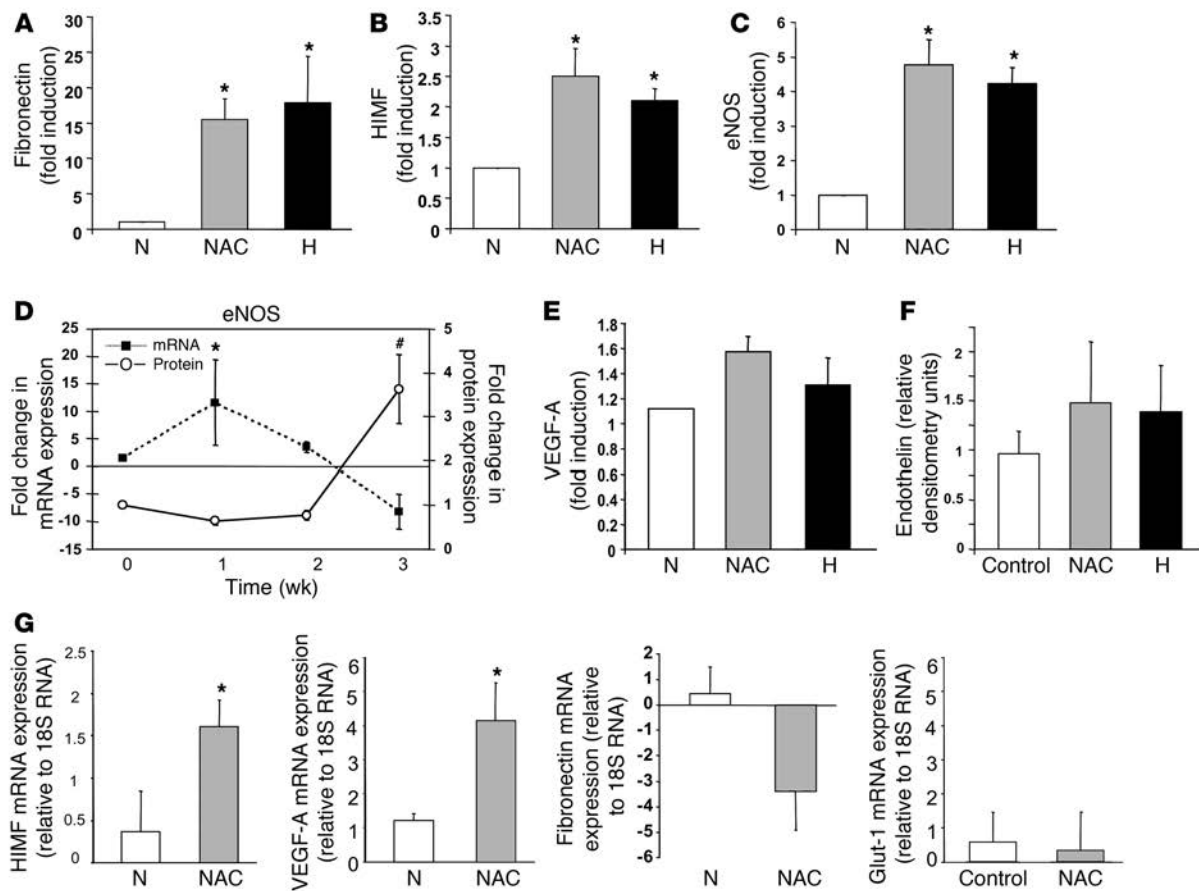 A
Fibronectin
(fold induction)
30
25
20
15
10
5
0
*
*
N
NAC
H
B
HIMF
(fold induction)
3.5
3
2.5
2
1.5
1
0.5
0
*
*
N
NAC
H
C
eNOS
(fold induction)
6
5
4
3
2
1
0
*
*
N
NAC
H
D
eNOS
Fold change in
mRNA expression
25
20
15
10
5
0
-5
-10
-15
mRNA
Protein
*
#
5
4
3
2
1
0
Fold change in
protein expression
0
1
2
3
Time (wk)
E
VEGF-A
(fold induction)
1.8
1.6
1.4
1.2
1
0.8
0.6
0.4
0.2
0
N
NAC
H
F
Endothelin (relative
densitometry units)
2
1.5
1
0.5
0
Control
NAC
H
G
HIMF mRNA expression
(relative to 18S RNA)
2
1.5
1
0.5
0
*
N
NAC
VEGF-A mRNA expression
(relative to 18S RNA)
6
5
4
3
2
1
0
*
N
NAC
Fibronectin mRNA
expression (relative
to 18S RNA)
2
1
0
-1
-2
-3
-4
-5
-6
N
NAC
Glut-1 mRNA expression
(relative to 18S RNA)
6
5
4
3
2
1
0
Control
NAC